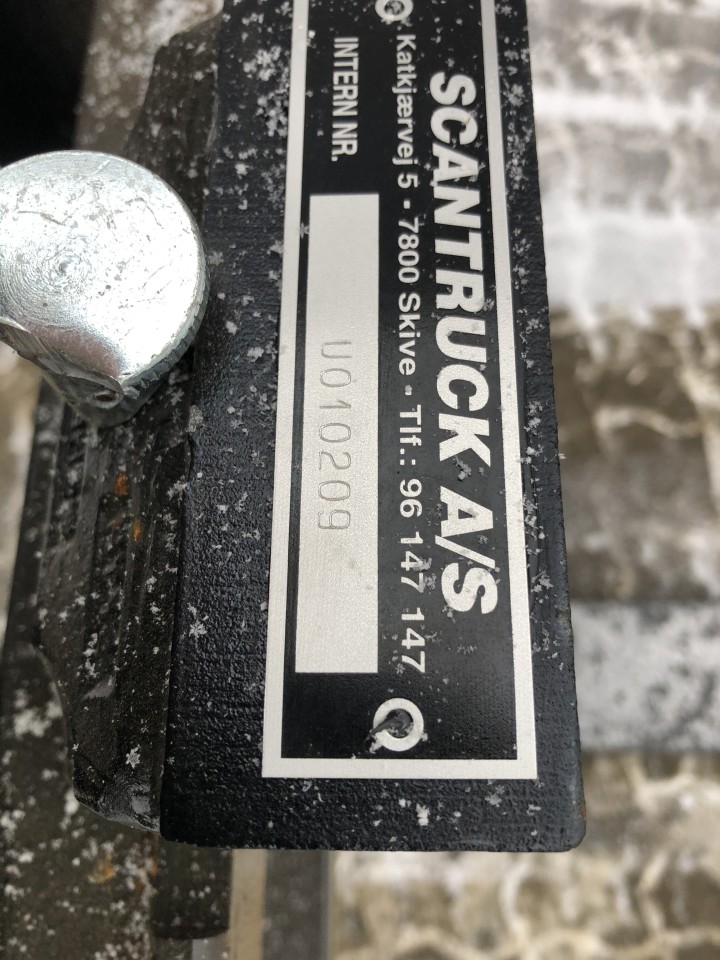 SCANTRUCK A/S
Katkjærvej 5 - 7800 Skive - Tlf.: 96 147 147
INTERN NR.
U010209